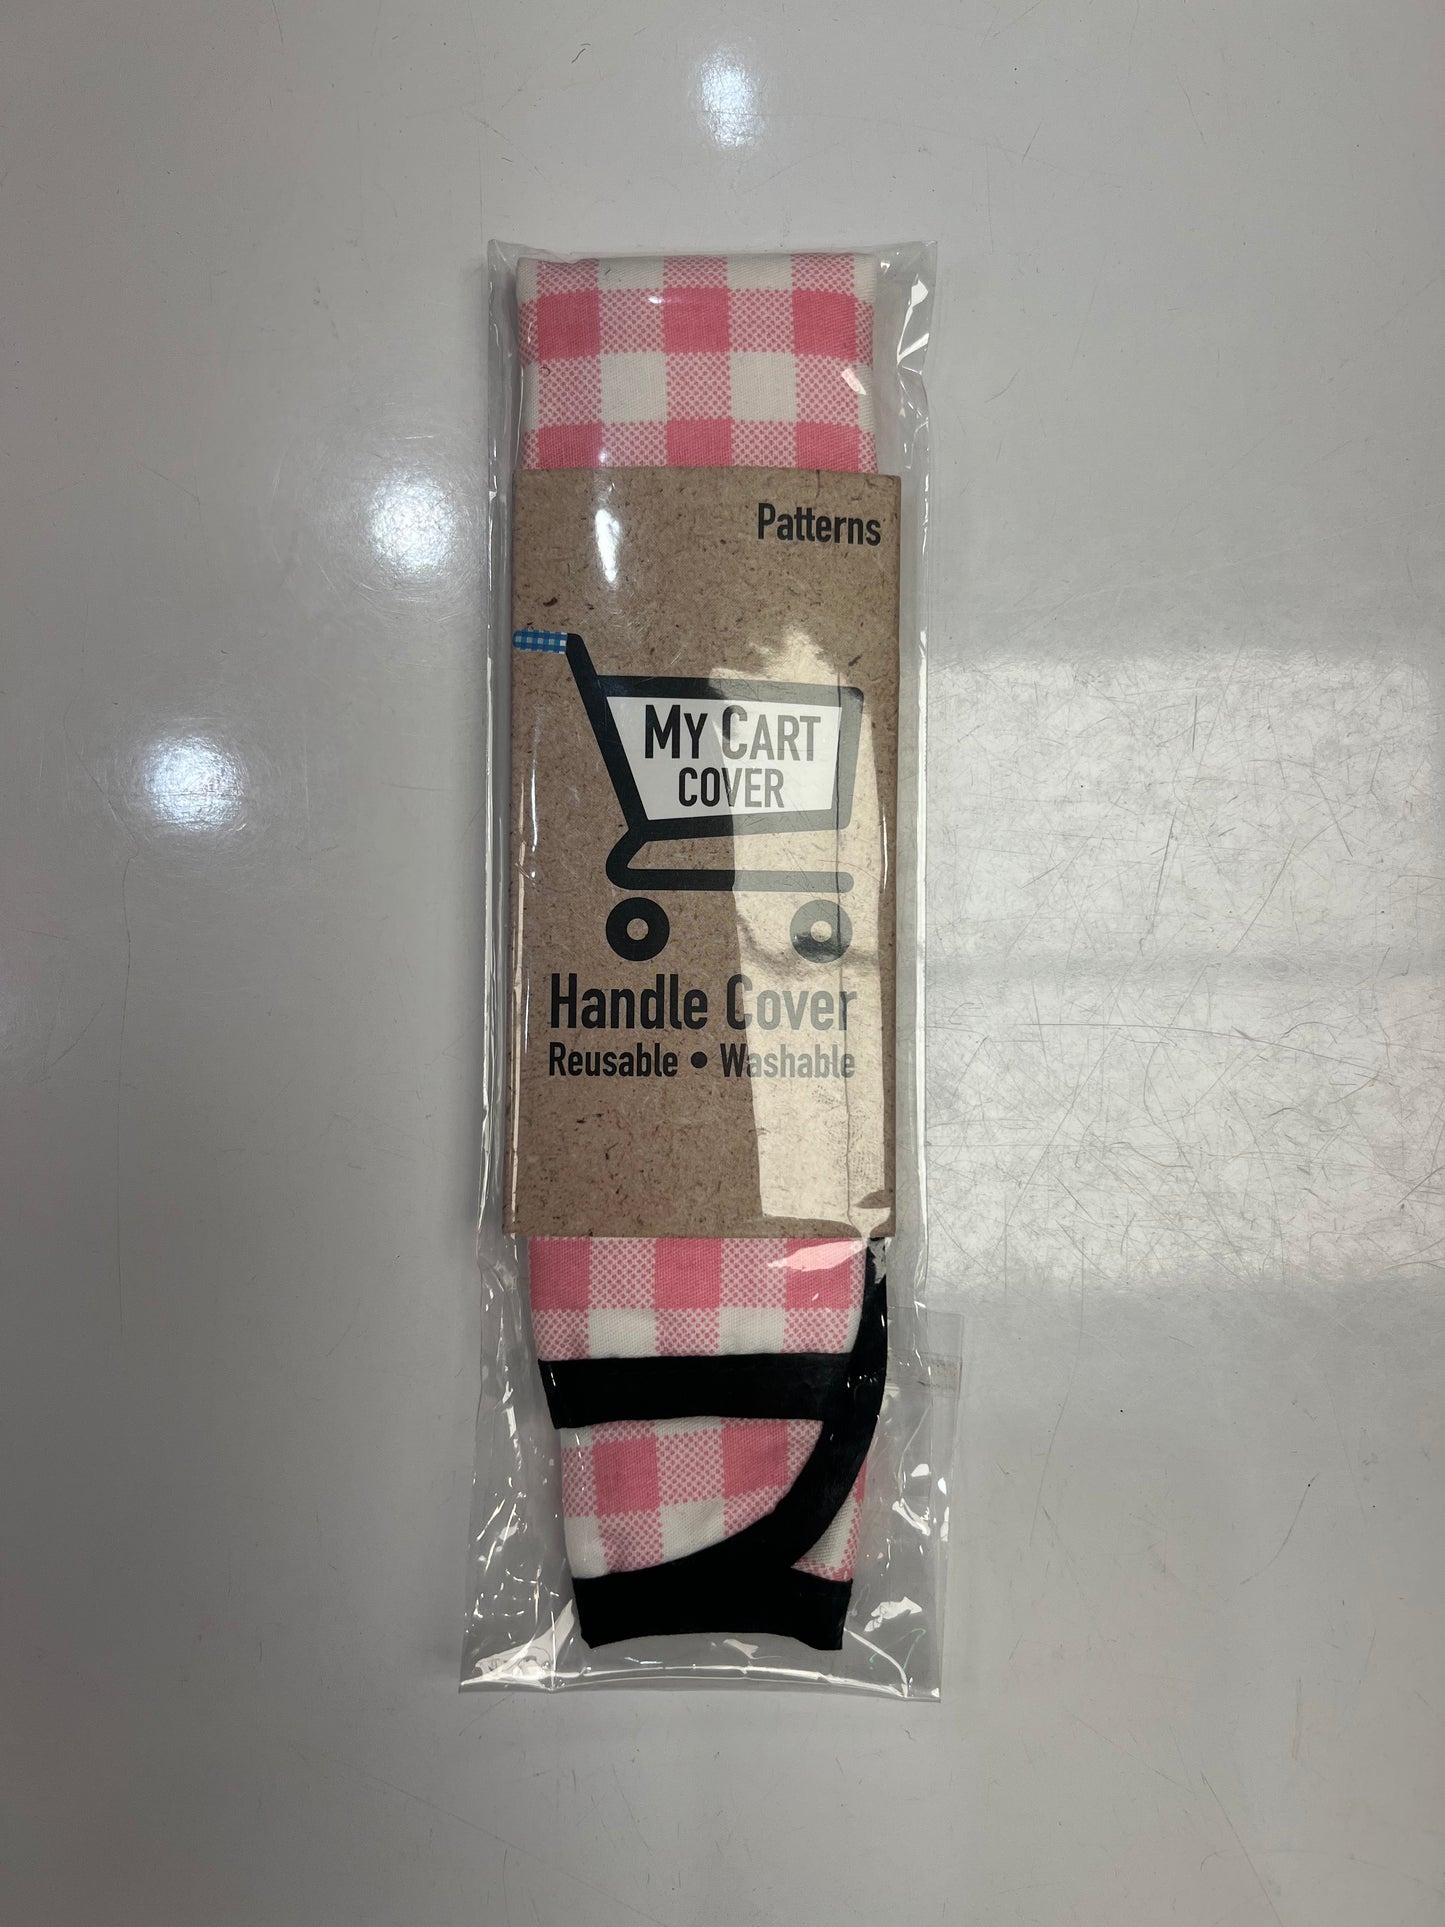 Patterns
MY CART
COVER
Handle Cover
Reusable • Washable